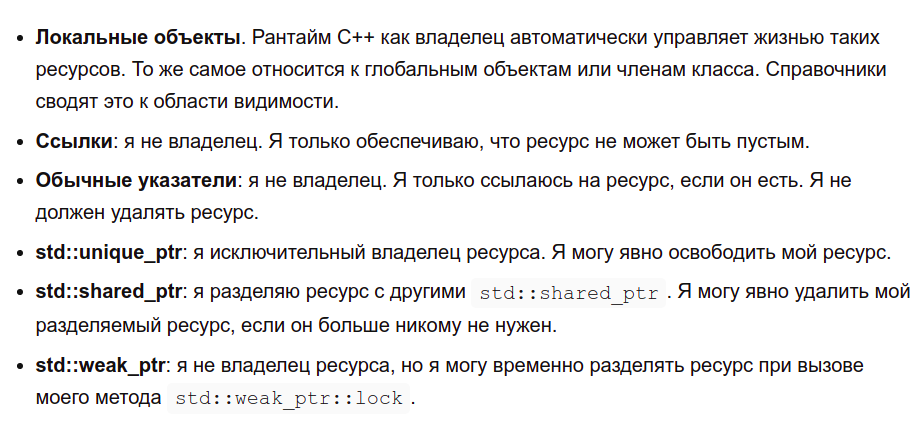 • Локальные объекты. Рантайм C++ как владелец автоматически управляет жизнью таких
ресурсов. То же самое относится к глобальным объектам или членам класса. Справочники
сводят это к области видимости.
• Ссылки: я не владелец. Я только обеспечиваю, что ресурс не может быть пустым.
• Обычные указатели: я не владелец. Я только ссылаюсь на ресурс, если он есть. Я не
должен удалять ресурс.
• std::unique_ptr: я исключительный владелец ресурса. Я могу явно освободить мой ресурс.
• std::shared_ptr: я разделяю ресурс с другими std::shared_ptr. Я могу явно удалить мой
разделяемый ресурс, если он больше никому не нужен.
• std::weak_ptr: я не владелец ресурса, но я могу временно разделять ресурс при вызове
моего метода std::weak_ptr::lock.